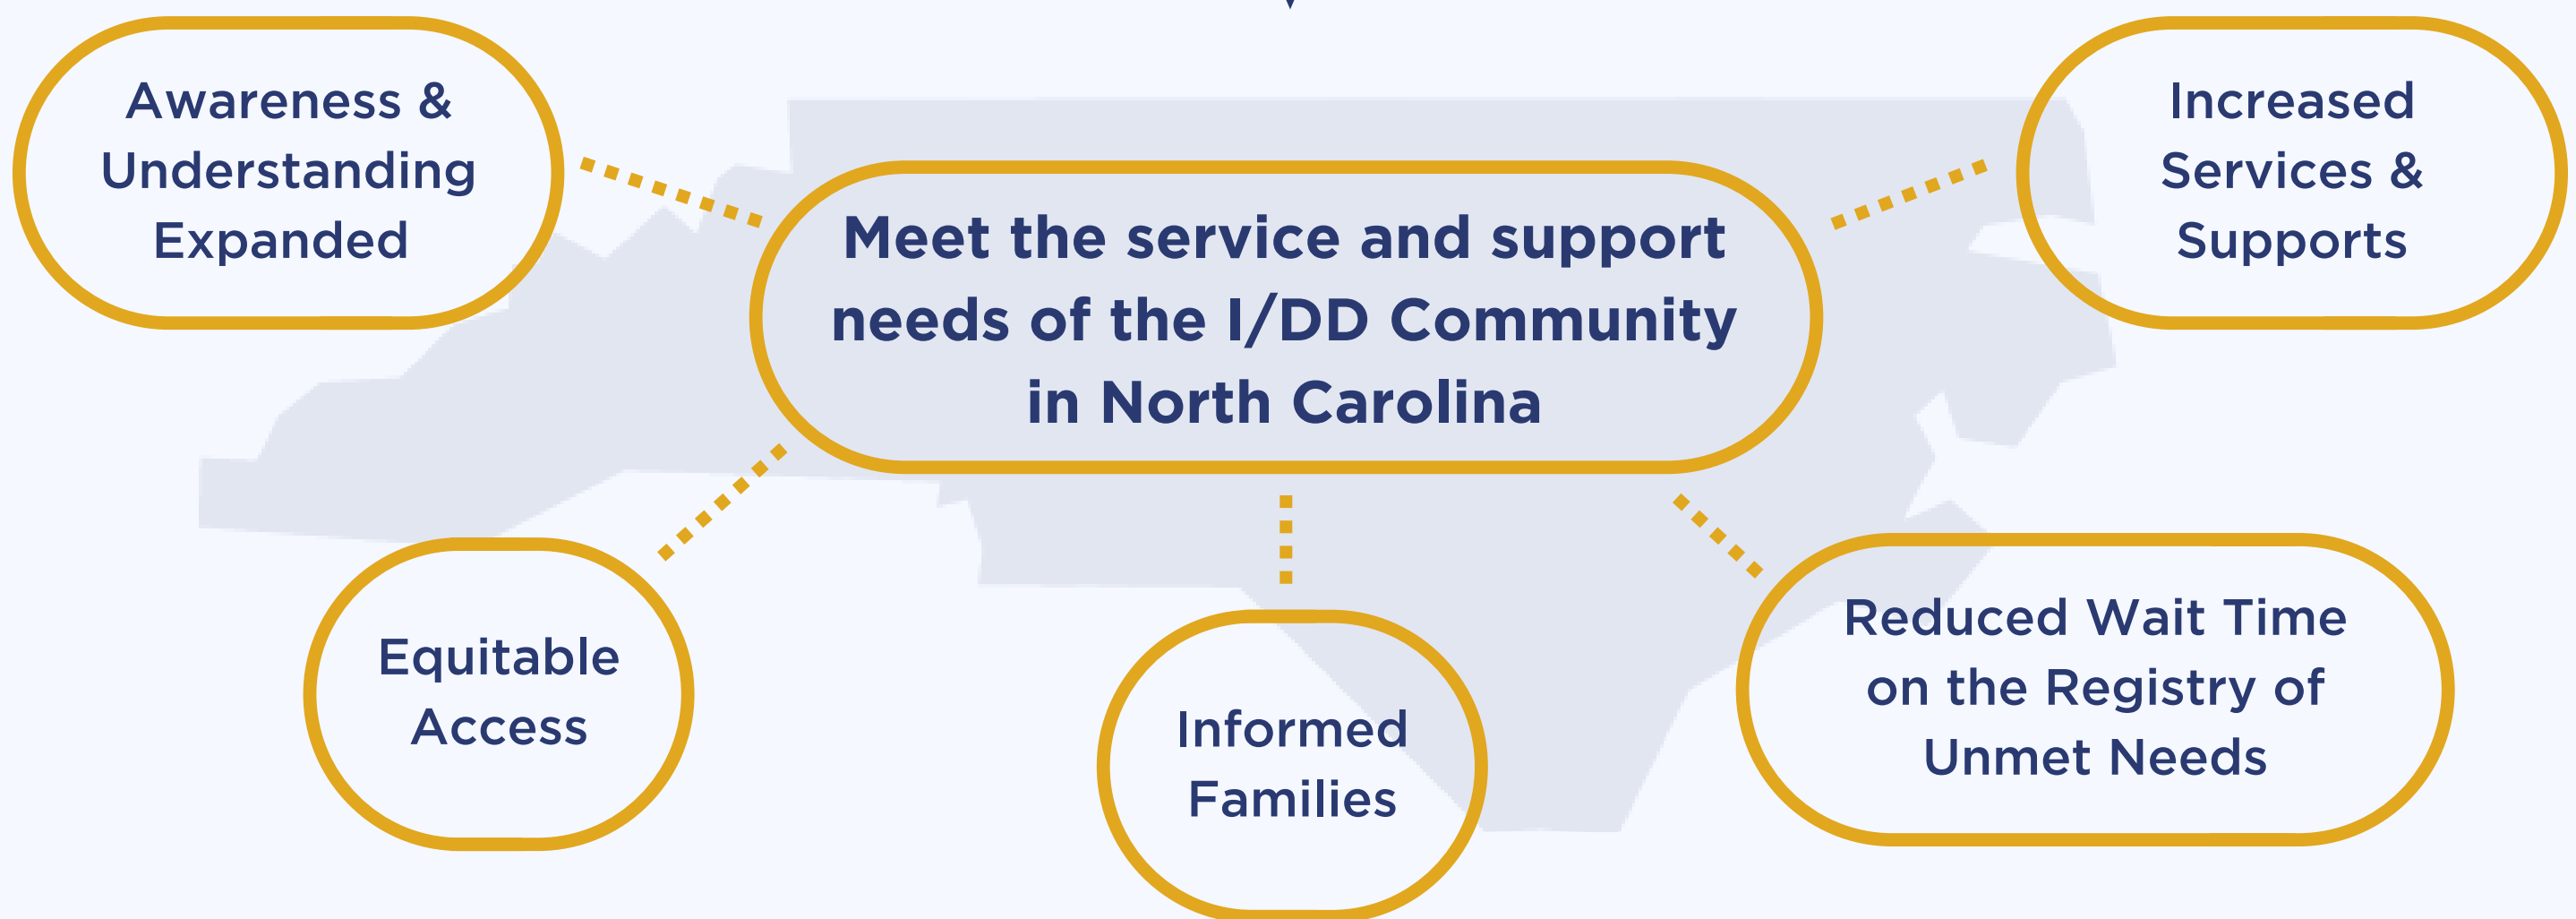 Awareness &
Understanding
Expanded
Increased
Services &
Supports
Meet the service and support
needs of the I/DD Community
in North Carolina
Equitable
Access
Informed
Families
Reduced Wait Time
on the Registry of
Unmet Needs